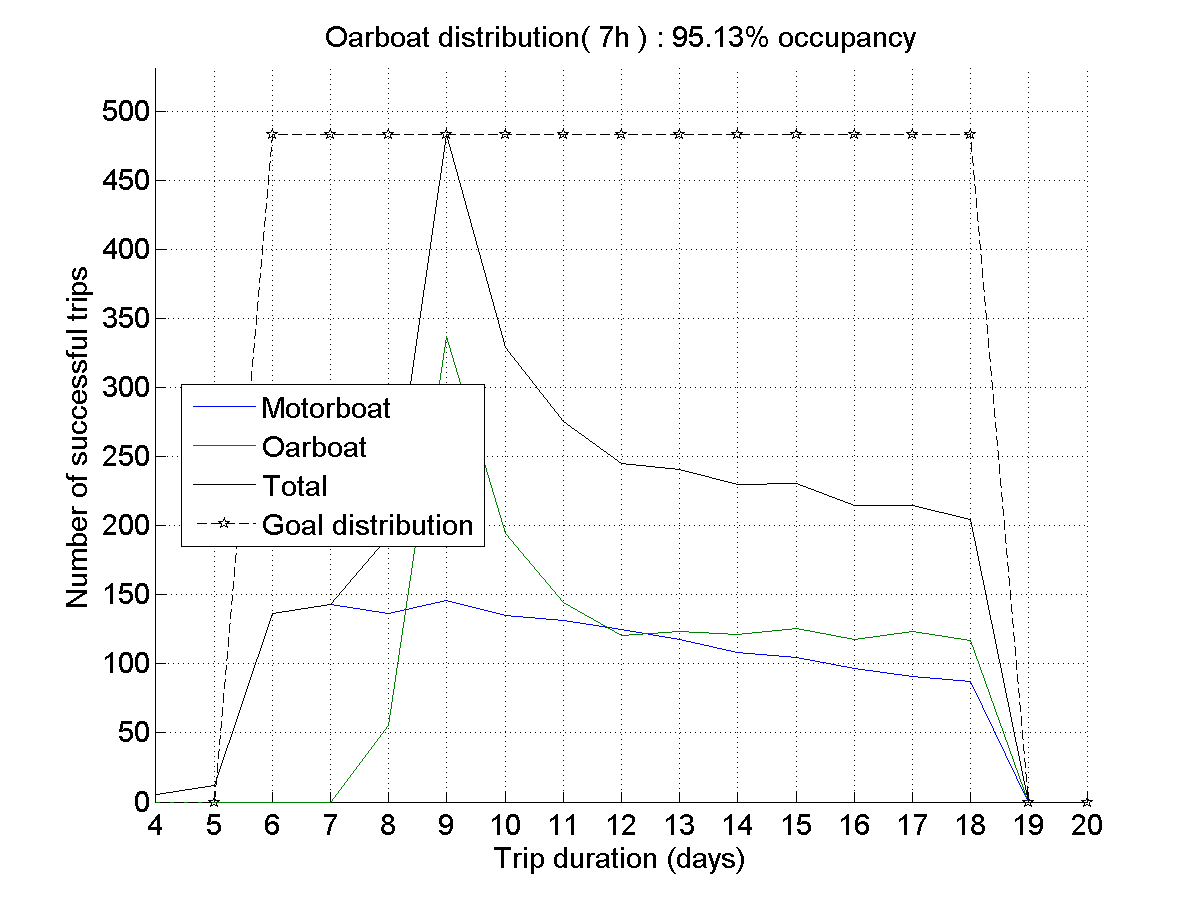 Oarboat distribution( 7h ) : 95.13% occupancy
Number of successful trips
500
450
400
350
300
250
200
150
100
50
0
Motorboat
Oarboat
Total
Goal distribution
4 5 6 7 8 9 10 11 12 13 14 15 16 17 18 19 20
Trip duration (days)